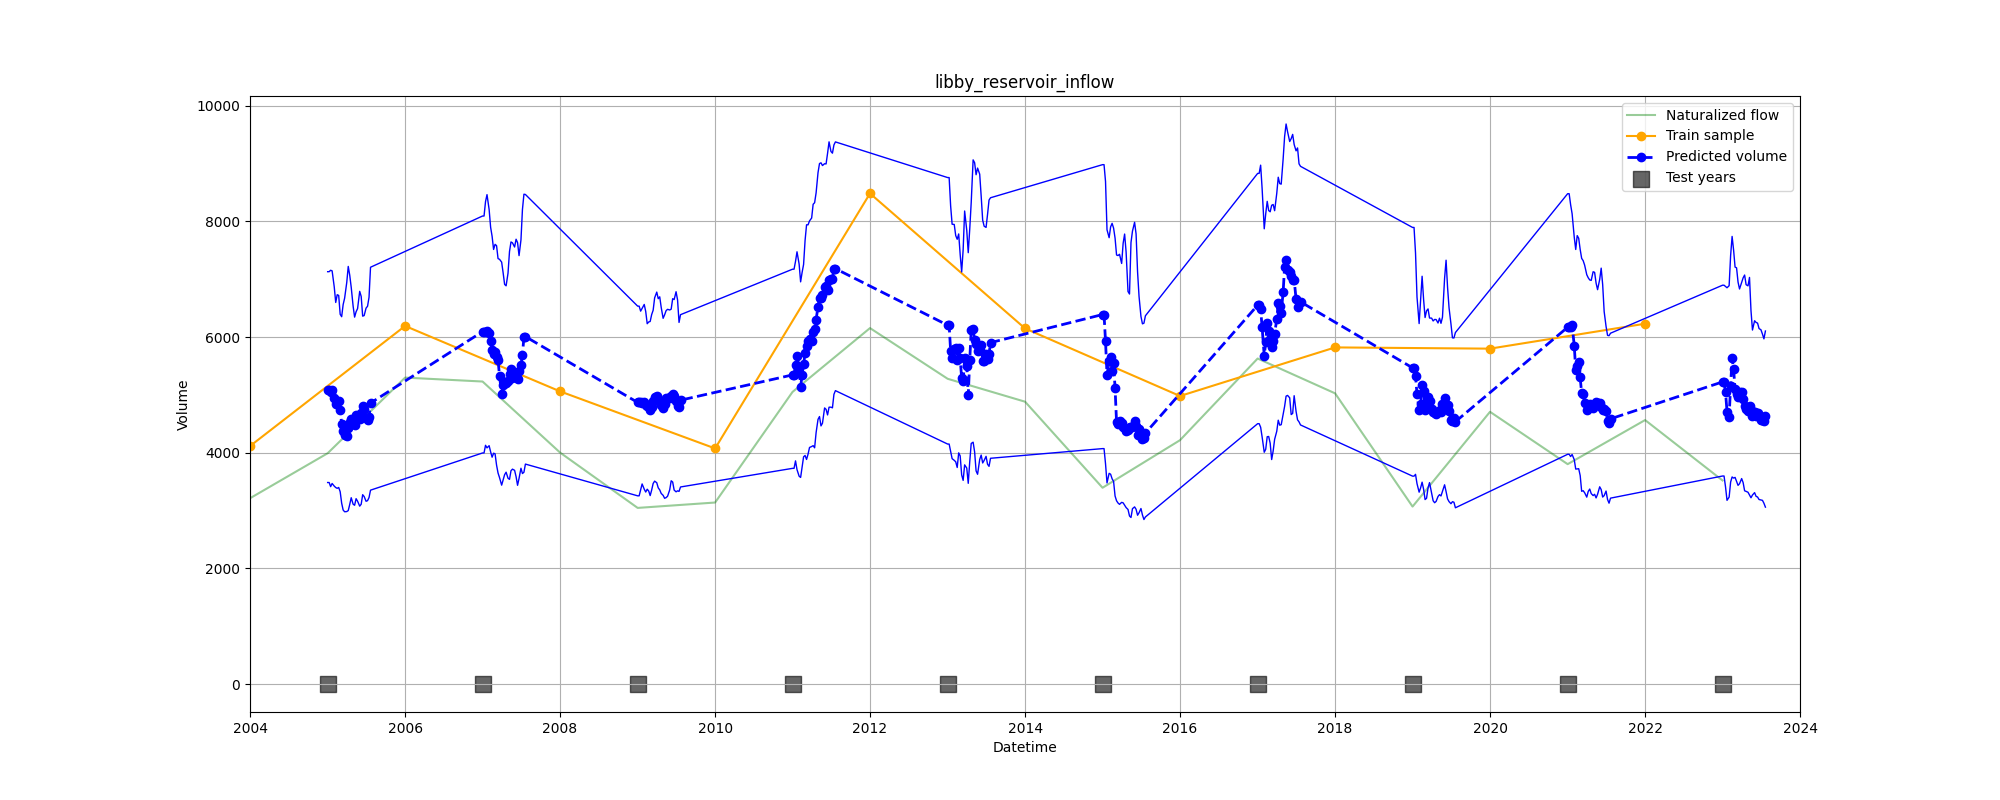 libby_reservoir_inflow
10000
8000
6000
4000
2000
0
Volume
Naturalized flow
Train sample
Predicted volume
Test years
2004 2006 2008 2010 2012 2014 2016 2018 2020 2022 2024
Datetime